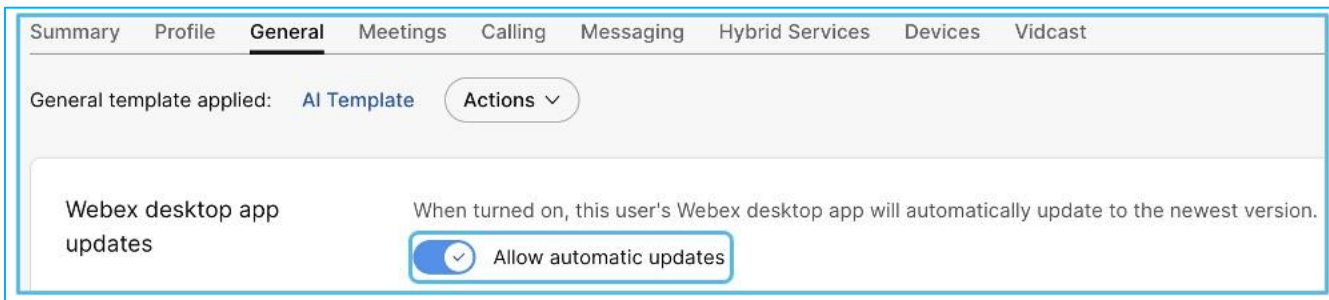 Summary Profile General Meetings Calling Messaging Hybrid Services Devices Vidcast
General template applied: AI Template Actions
Webex desktop app
updates
When turned on, this user's Webex desktop app will automatically update to the newest version.
Allow automatic updates